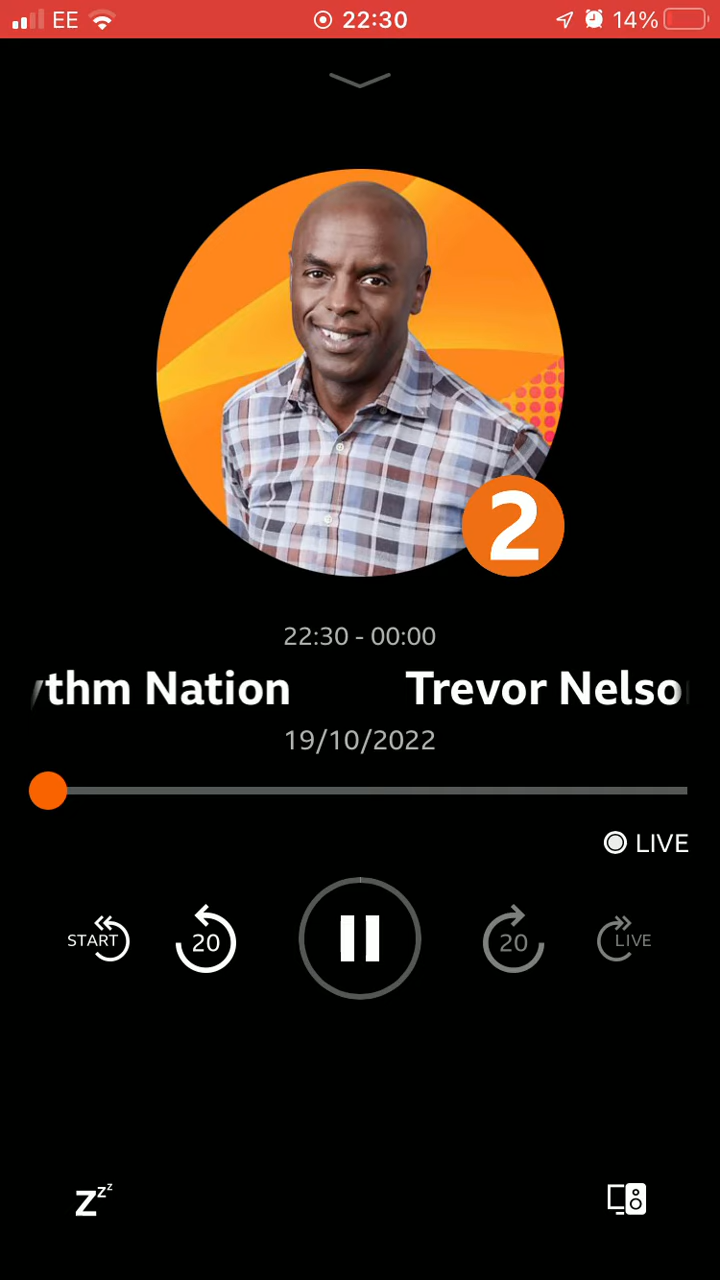 EE 22:30 14%
2
22:30 - 00:00
ythm Nation Trevor Nelso
19/10/2022
LIVE
START 20 20 LIVE
Zzz